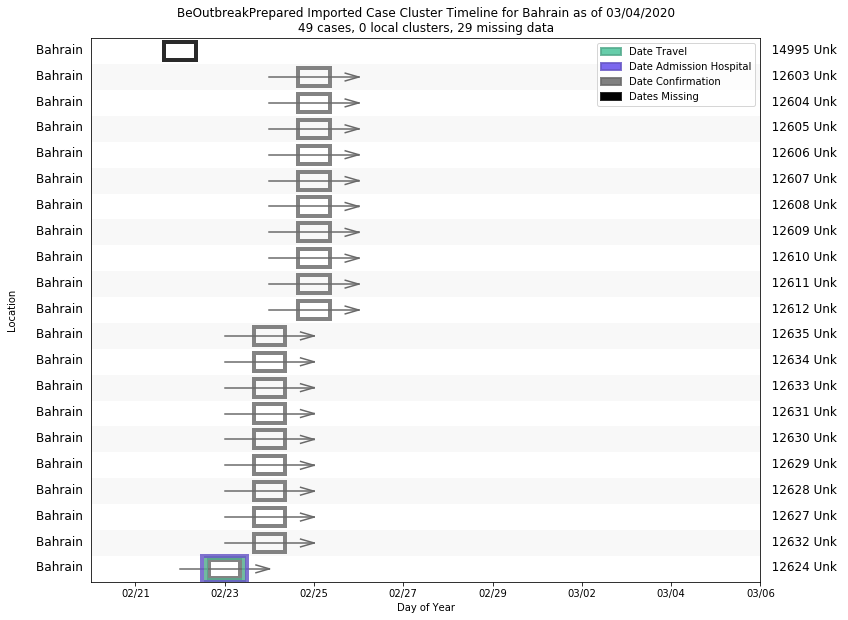 BeOutbreakPrepared Imported Case Cluster Timeline for Bahrain as of 03/04/2020
49 cases, 0 local clusters, 29 missing data
Date Travel
Date Admission Hospital
Date Confirmation
Dates Missing
Bahrain 14995 Unk
Bahrain 12603 Unk
Bahrain 12604 Unk
Bahrain 12605 Unk
Bahrain 12606 Unk
Bahrain 12607 Unk
Bahrain 12608 Unk
Bahrain 12609 Unk
Bahrain 12610 Unk
Bahrain 12611 Unk
Bahrain 12612 Unk
Bahrain 12635 Unk
Bahrain 12634 Unk
Bahrain 12633 Unk
Bahrain 12631 Unk
Bahrain 12630 Unk
Bahrain 12629 Unk
Bahrain 12628 Unk
Bahrain 12627 Unk
Bahrain 12632 Unk
Bahrain 12624 Unk
Location
02/21 02/23 02/25 02/27 02/29 03/02 03/04 03/06
Day of Year